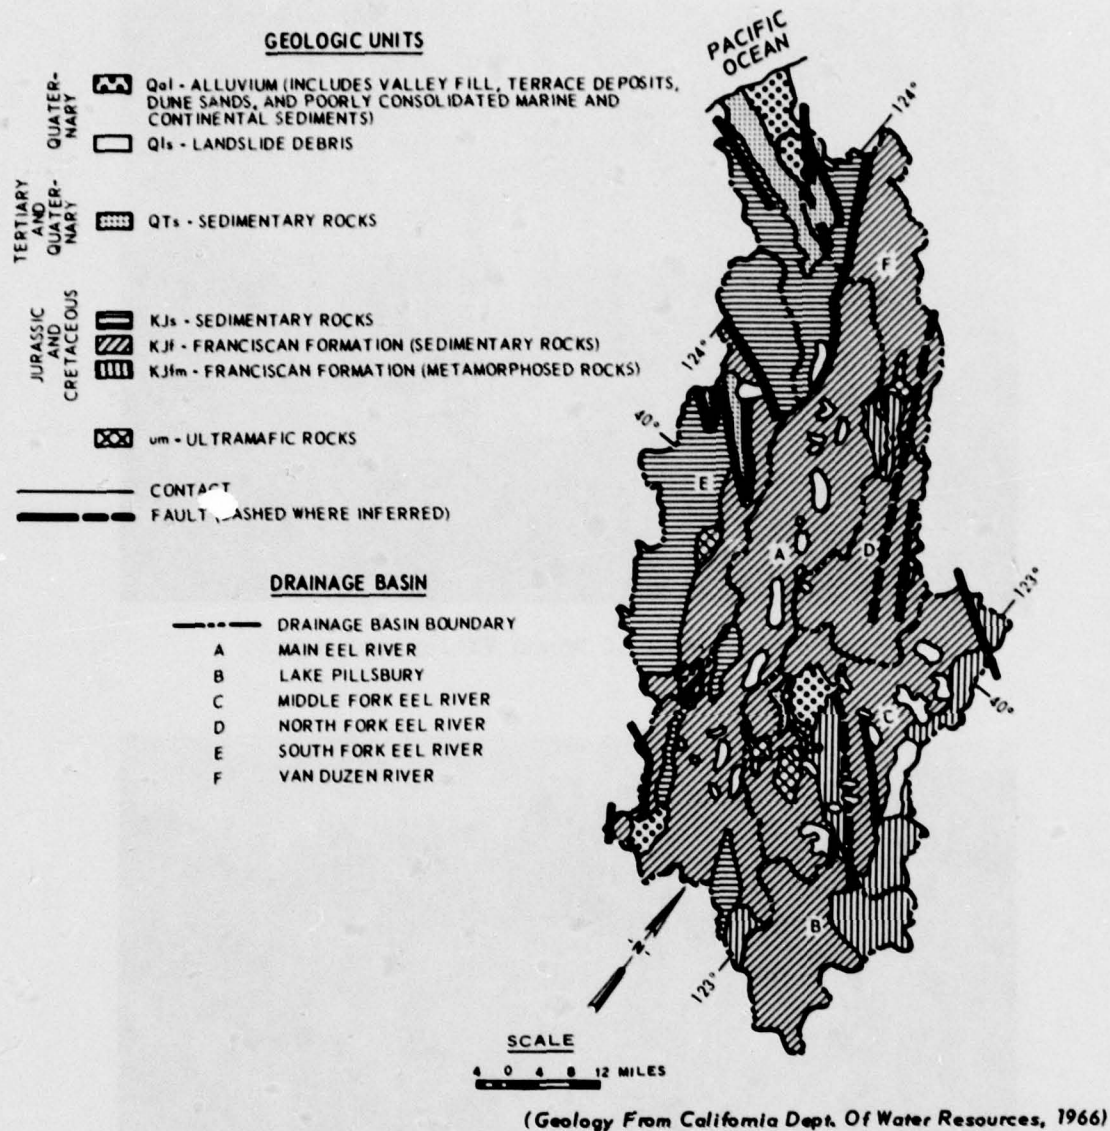 GEOLOGIC UNITS
QUATER-
NARY
Qal - ALLUVIUM (INCLUDES VALLEY FILL, TERRACE DEPOSITS,
DUNE SANDS, AND POORLY CONSOLIDATED MARINE AND
CONTINENTAL SEDIMENTS)
Qls - LANDSLIDE DEBRIS
TERTIARY
AND
QUATER-
NARY
QTs - SEDIMENTARY ROCKS
JURASSIC
AND
CRETACEOUS
KJs - SEDIMENTARY ROCKS
KJf - FRANCISCAN FORMATION (SEDIMENTARY ROCKS)
KJfm - FRANCISCAN FORMATION (METAMORPHOSED ROCKS)
um - ULTRAMAFIC ROCKS
CONTACT
FAULT (DASHED WHERE INFERRED)
DRAINAGE BASIN
DRAINAGE BASIN BOUNDARY
A MAIN EEL RIVER
B LAKE PILLSBURY
C MIDDLE FORK EEL RIVER
D NORTH FORK EEL RIVER
E SOUTH FORK EEL RIVER
F VAN DUZEN RIVER
PACIFIC
OCEAN
124°
F
124°
40°
E
A
D
123°
40°
C
B
N
123°
SCALE
4 0 4 8 12 MILES
(Geology From California Dept. Of Water Resources, 1966)